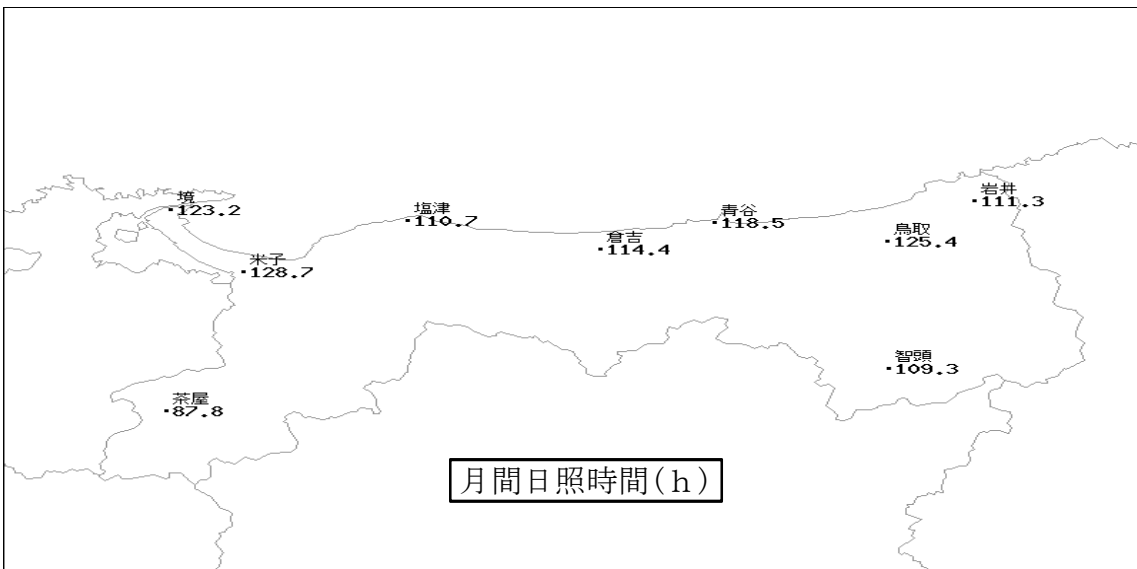 岩井
・111.3
境
・123.2
塩津
・110.7
青谷
・118.5
鳥取
・125.4
倉吉
・114.4
米子
・128.7
智頭
・109.3
茶屋
・87.8
月間日照時間(h)